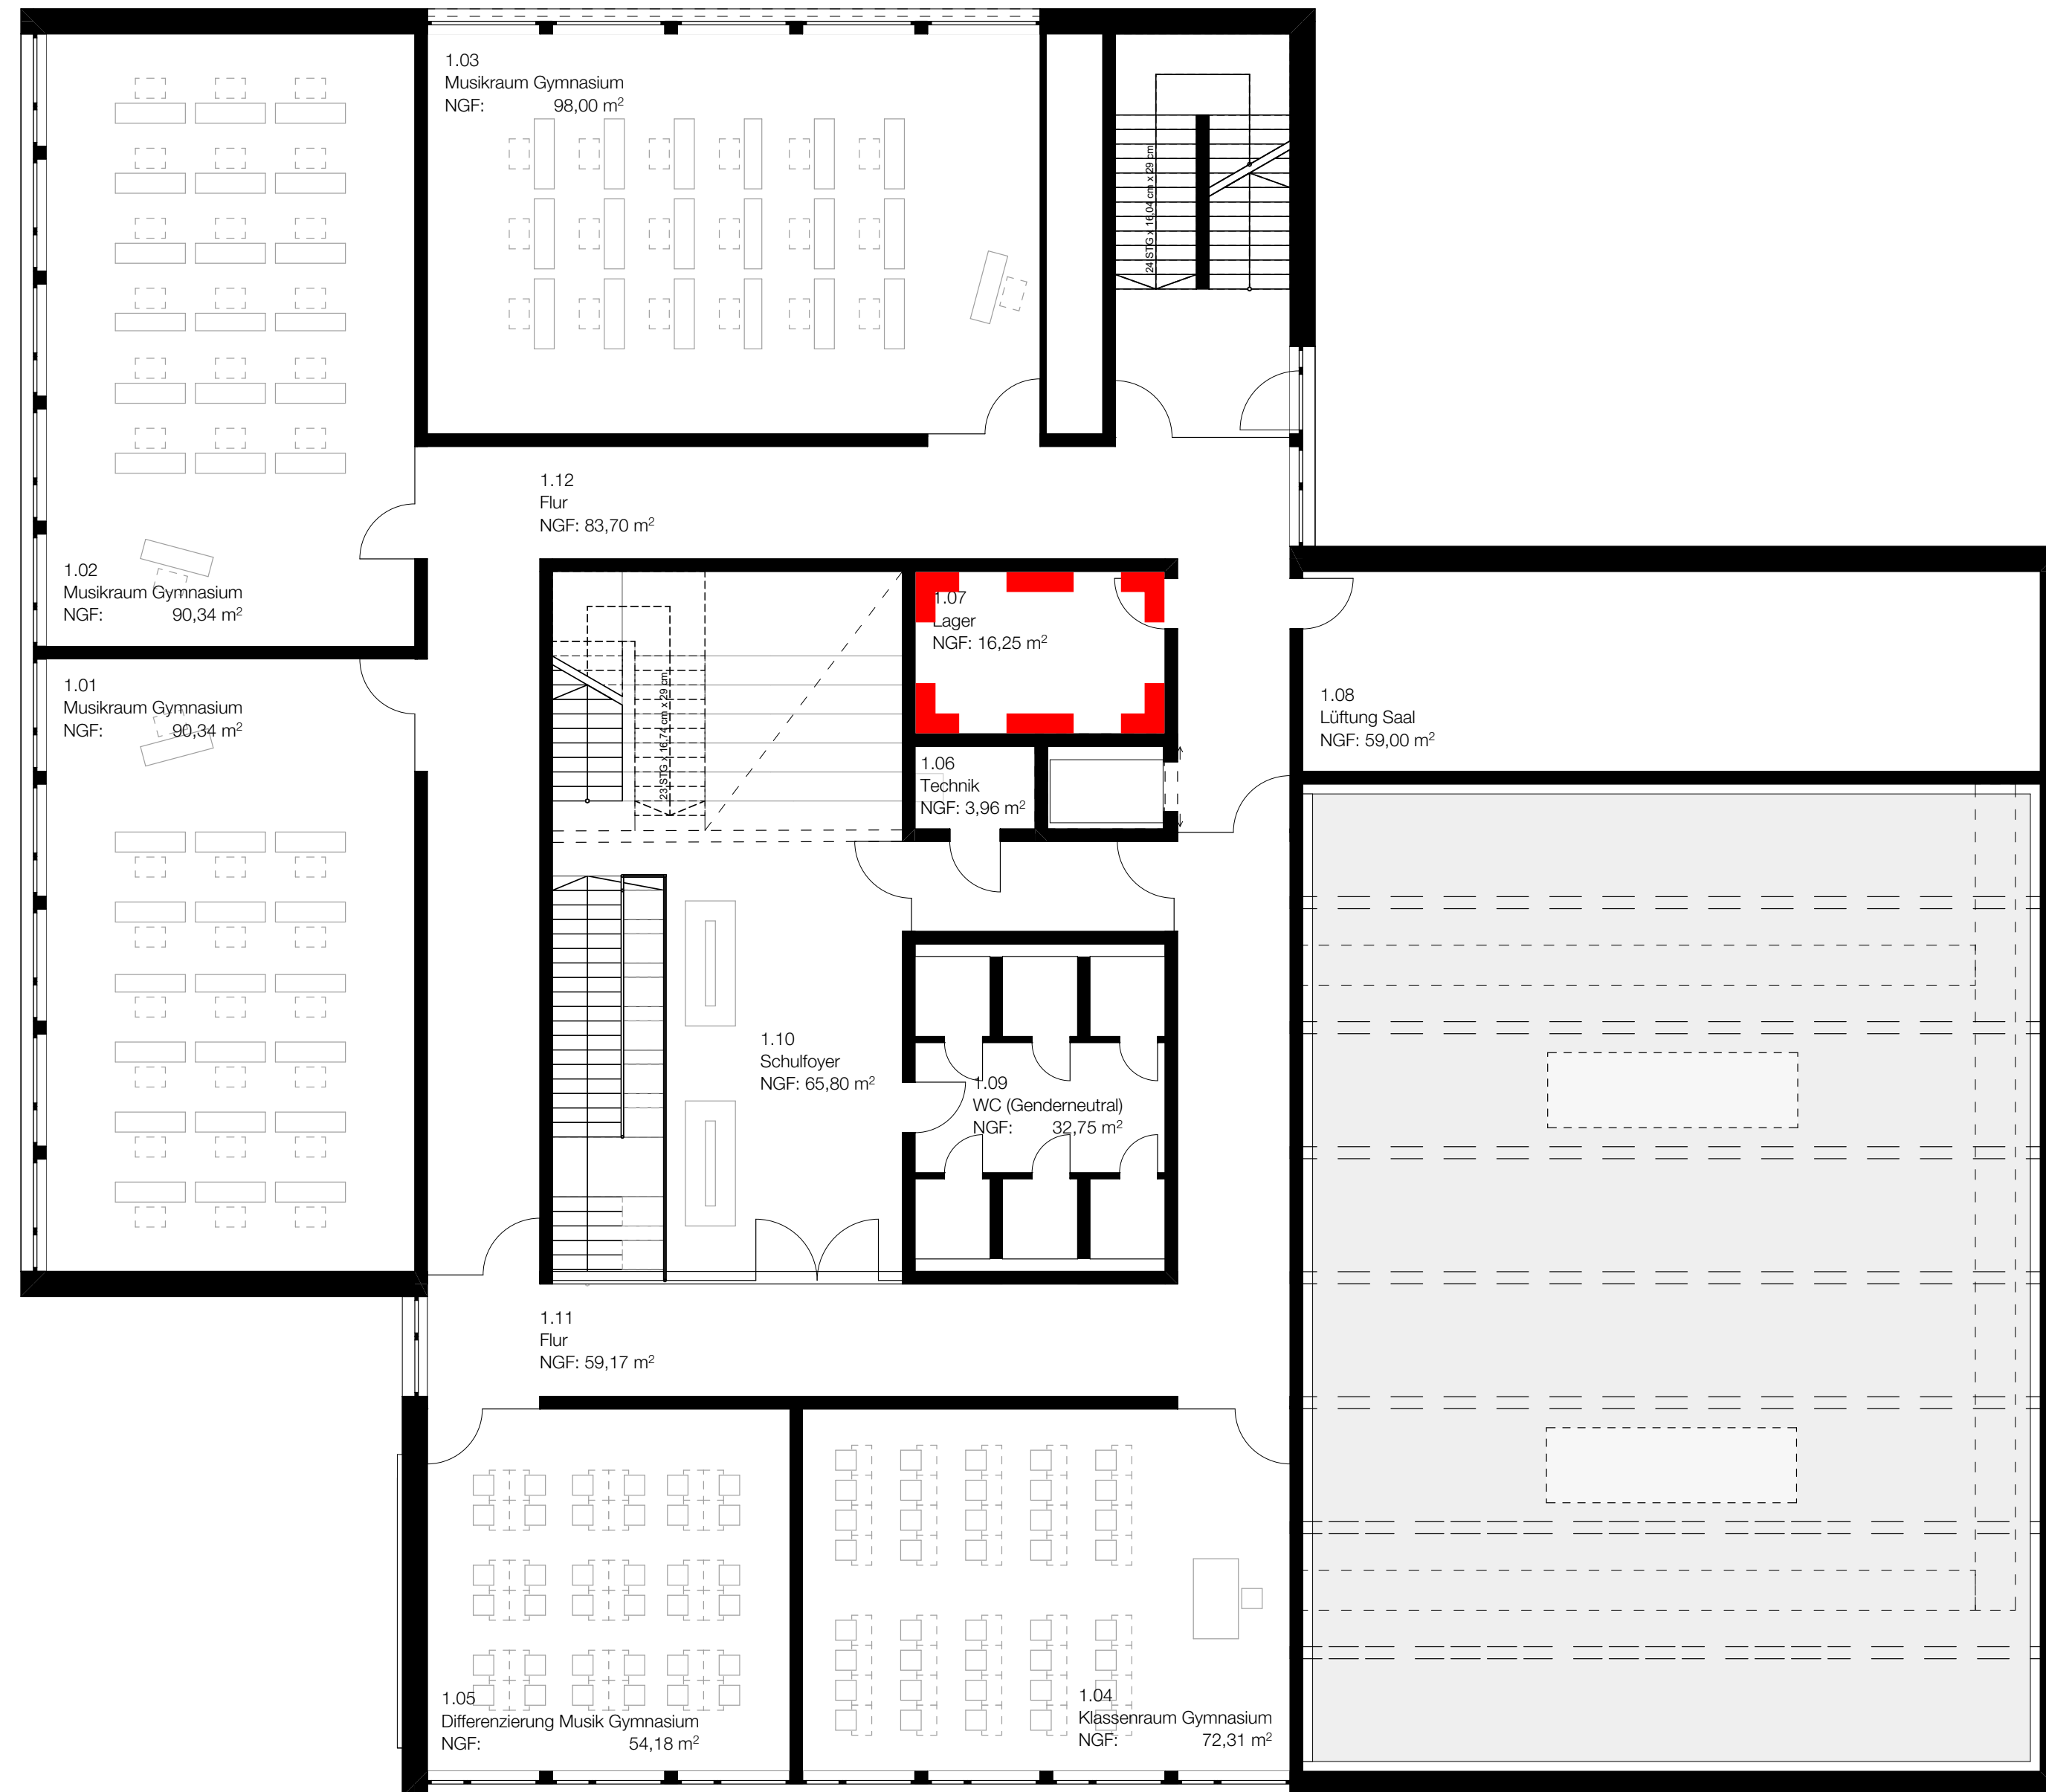 1.03
Musikraum Gymnasium
NGF: 98,00 m²
24 STG x 16,04 cm x 29 cm
1.12
Flur
NGF: 83,70 m²
1.02
Musikraum Gymnasium
NGF: 90,34 m²
1.07
Lager
NGF: 16,25 m²
1.01
Musikraum Gymnasium
NGF: 90,34 m²
23 STG x 16,74 cm x 29 cm
1.08
Lüftung Saal
NGF: 59,00 m²
1.06
Technik
NGF: 3,96 m²
1.10
Schulfoyer
NGF: 65,80 m²
1.09
WC (Genderneutral)
NGF: 32,75 m²
1.11
Flur
NGF: 59,17 m²
1.05
Differenzierung Musik Gymnasium
NGF: 54,18 m²
1.04
Klassenraum Gymnasium
NGF: 72,31 m²